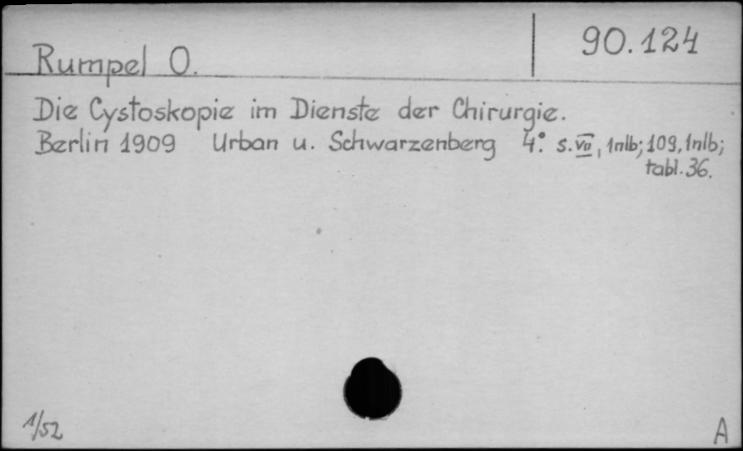 Rumpel O.
90.124
Die Cystoskopie im Dienste der Chirurgie.
Berlin 1909 Urban u. Schwarzenberg 4° s. VII, 1nlb; 109, 1nlb;
tabl. 36.
1/52
A